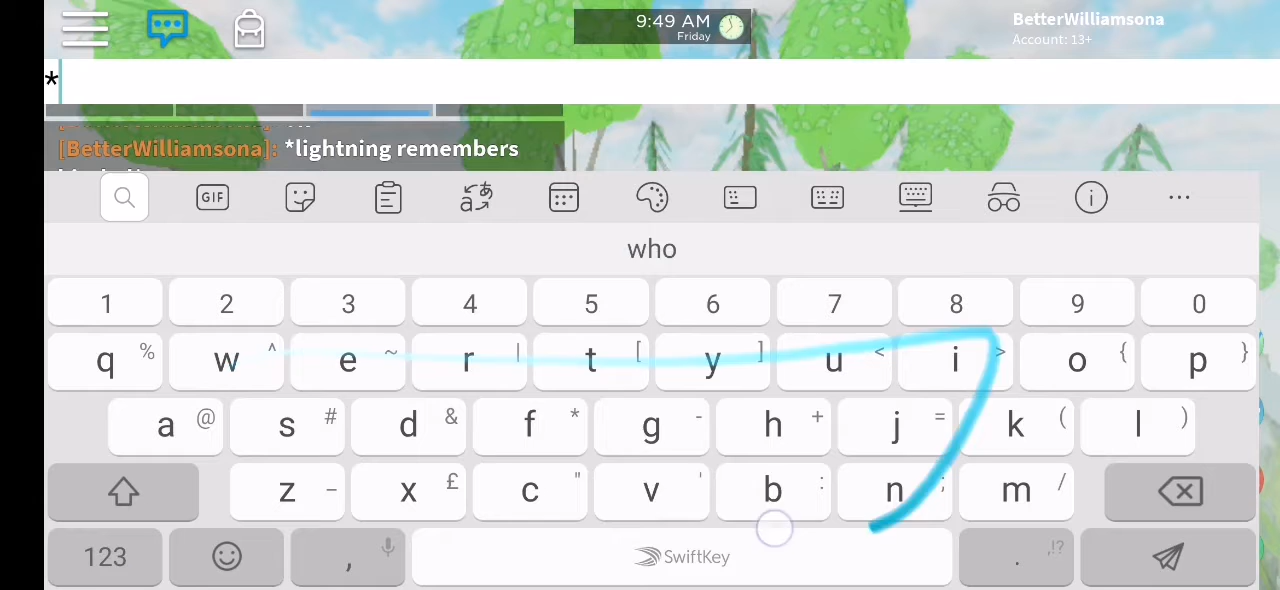 9:49 AM
Friday
BetterWilliamsona
Account: 13+
*
[BetterWilliamsona]: *lightning remembers
GIF
who
1 2 3 4 5 6 7 8 9 0
q % w ^ e ~ r | t [ y ] u < i > o { p }
a @ s # d & f * g - h + j = k ( l )
z _ x £ c " v ' b : n ; m /
123 , SwiftKey . ,!?